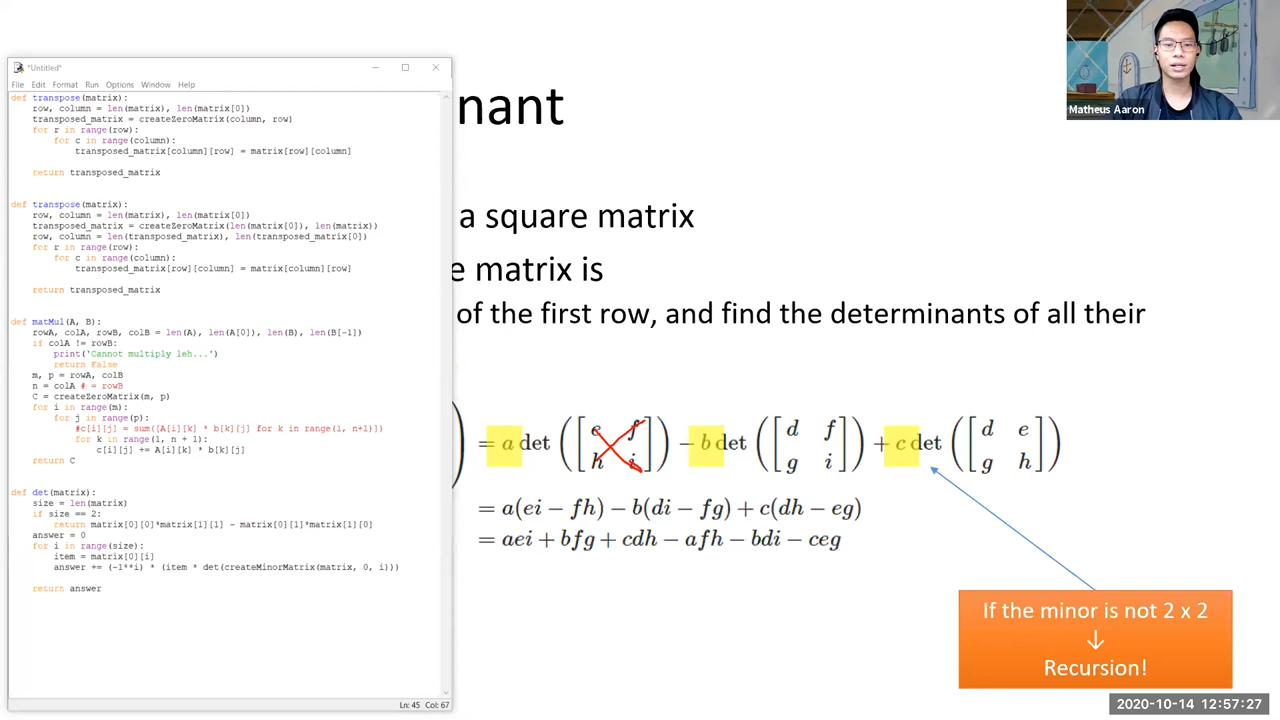 *Untitled*
File Edit Format Run Options Window Help
def transpose(matrix):
row, column = len(matrix), len(matrix[0])
transposed_matrix = createZeroMatrix(column, row)
for r in range(row):
for c in range(column):
transposed_matrix[column][row] = matrix[row][column]
return transposed_matrix
def transpose(matrix):
row, column = len(matrix), len(matrix[0])
transposed_matrix = createZeroMatrix(len(matrix[0]), len(matrix))
row, column = len(transposed_matrix), len(transposed_matrix[0])
for r in range(row):
for c in range(column):
transposed_matrix[row][column] = matrix[column][row]
return transposed_matrix
def matMul(A, B):
rowA, colA, rowB, colB = len(A), len(A[0]), len(B), len(B[-1])
if colA != rowB:
print('Cannot multiply leh...')
return False
m, p = rowA, colB
n = colA # = rowB
C = createZeroMatrix(m, p)
for i in range(m):
for j in range(p):
#c[i][j] = sum([A[i][k] * b[k][j] for k in range(1, n+1)])
for k in range(1, n + 1):
c[i][j] += A[i][k] * b[k][j]
return C
def det(matrix):
size = len(matrix)
if size == 2:
return matrix[0][0]*matrix[1][1] - matrix[0][1]*matrix[1][0]
answer = 0
for i in range(size):
item = matrix[0][i]
answer += (-1**i) * (item * det(createMinorMatrix(matrix, 0, i)))
return answer
Ln: 45 Col: 67
nant
a square matrix
e matrix is
of the first row, and find the determinants of all their
= a det ([e f h i]) − b det ([d f g i]) + c det ([d e g h])
= a(ei − fh) − b(di − fg) + c(dh − eg)
= aei + bfg + cdh − afh − bdi − ceg
If the minor is not 2 x 2
↓
Recursion!
Matheus Aaron
2020-10-14 12:57:27